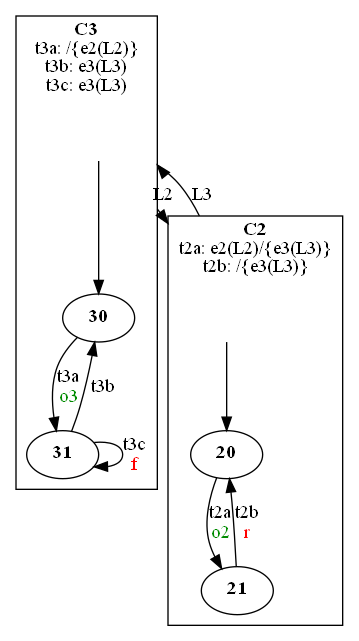 C3
t3a: /{e2(L2)}
t3b: e3(L3)
t3c: e3(L3)
L2
L3
C2
t2a: e2(L2)/{e3(L3)}
t2b: /{e3(L3)}
30
t3a
o3
t3b
31
t3c
f
20
t2a
o2
t2b
r
21